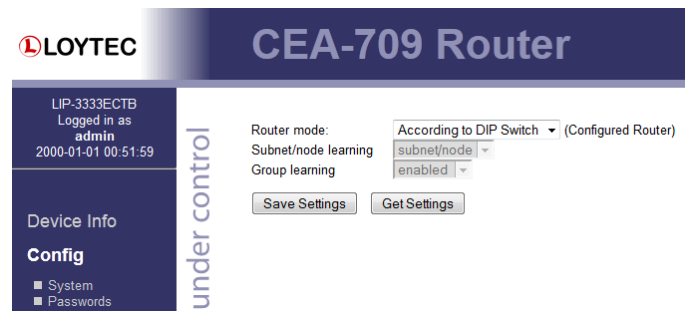 LOYTEC
CEA-709 Router
LIP-3333ECTB
Logged in as
admin
2000-01-01 00:51:59
Device Info
Config
System
Passwords
under control
Router mode: According to DIP Switch (Configured Router)
Subnet/node learning subnet/node
Group learning enabled
Save Settings Get Settings